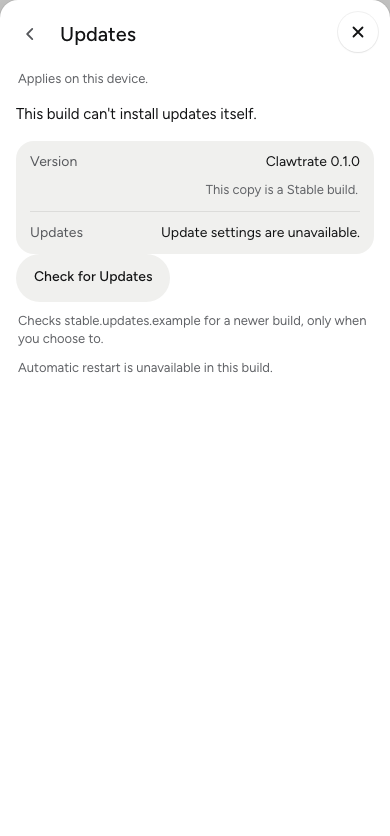 Updates
Applies on this device.
This build can't install updates itself.
Version
Clawtrate 0.1.0
This copy is a Stable build.
Updates
Update settings are unavailable.
Check for Updates
Checks stable.updates.example for a newer build, only when
you choose to.
Automatic restart is unavailable in this build.